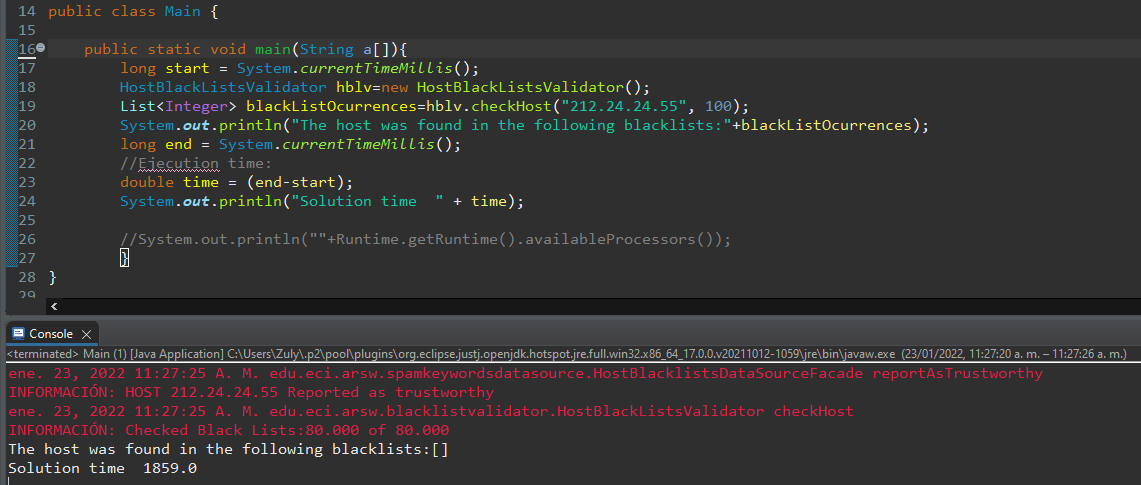 14 public class Main {
15
16 public static void main(String a[]){
17 long start = System.currentTimeMillis();
18 HostBlackListsValidator hblv=new HostBlackListsValidator();
19 List<Integer> blackListOcurrences=hblv.checkHost("212.24.24.55", 100);
20 System.out.println("The host was found in the following blacklists:"+blackListOcurrences);
21 long end = System.currentTimeMillis();
22 //Ejecution time:
23 double time = (end-start);
24 System.out.println("Solution time  " + time);
25
26 //System.out.println(""+Runtime.getRuntime().availableProcessors());
27 }
28 }
29
Console
<terminated> Main (1) [Java Application] C:\Users\Zuly\.p2\pool\plugins\org.eclipse.justj.openjdk.hotspot.jre.full.win32.x86_64_17.0.0.v20211012-1059\jre\bin\javaw.exe (23/01/2022, 11:27:20 a. m. – 11:27:26 a. m.)
ene. 23, 2022 11:27:25 A. M. edu.eci.arsw.spamkeywordsdatasource.HostBlacklistsDataSourceFacade reportAsTrustworthy
INFORMACIÓN: HOST 212.24.24.55 Reported as trustworthy
ene. 23, 2022 11:27:25 A. M. edu.eci.arsw.blacklistvalidator.HostBlackListsValidator checkHost
INFORMACIÓN: Checked Black Lists:80.000 of 80.000
The host was found in the following blacklists:[]
Solution time  1859.0